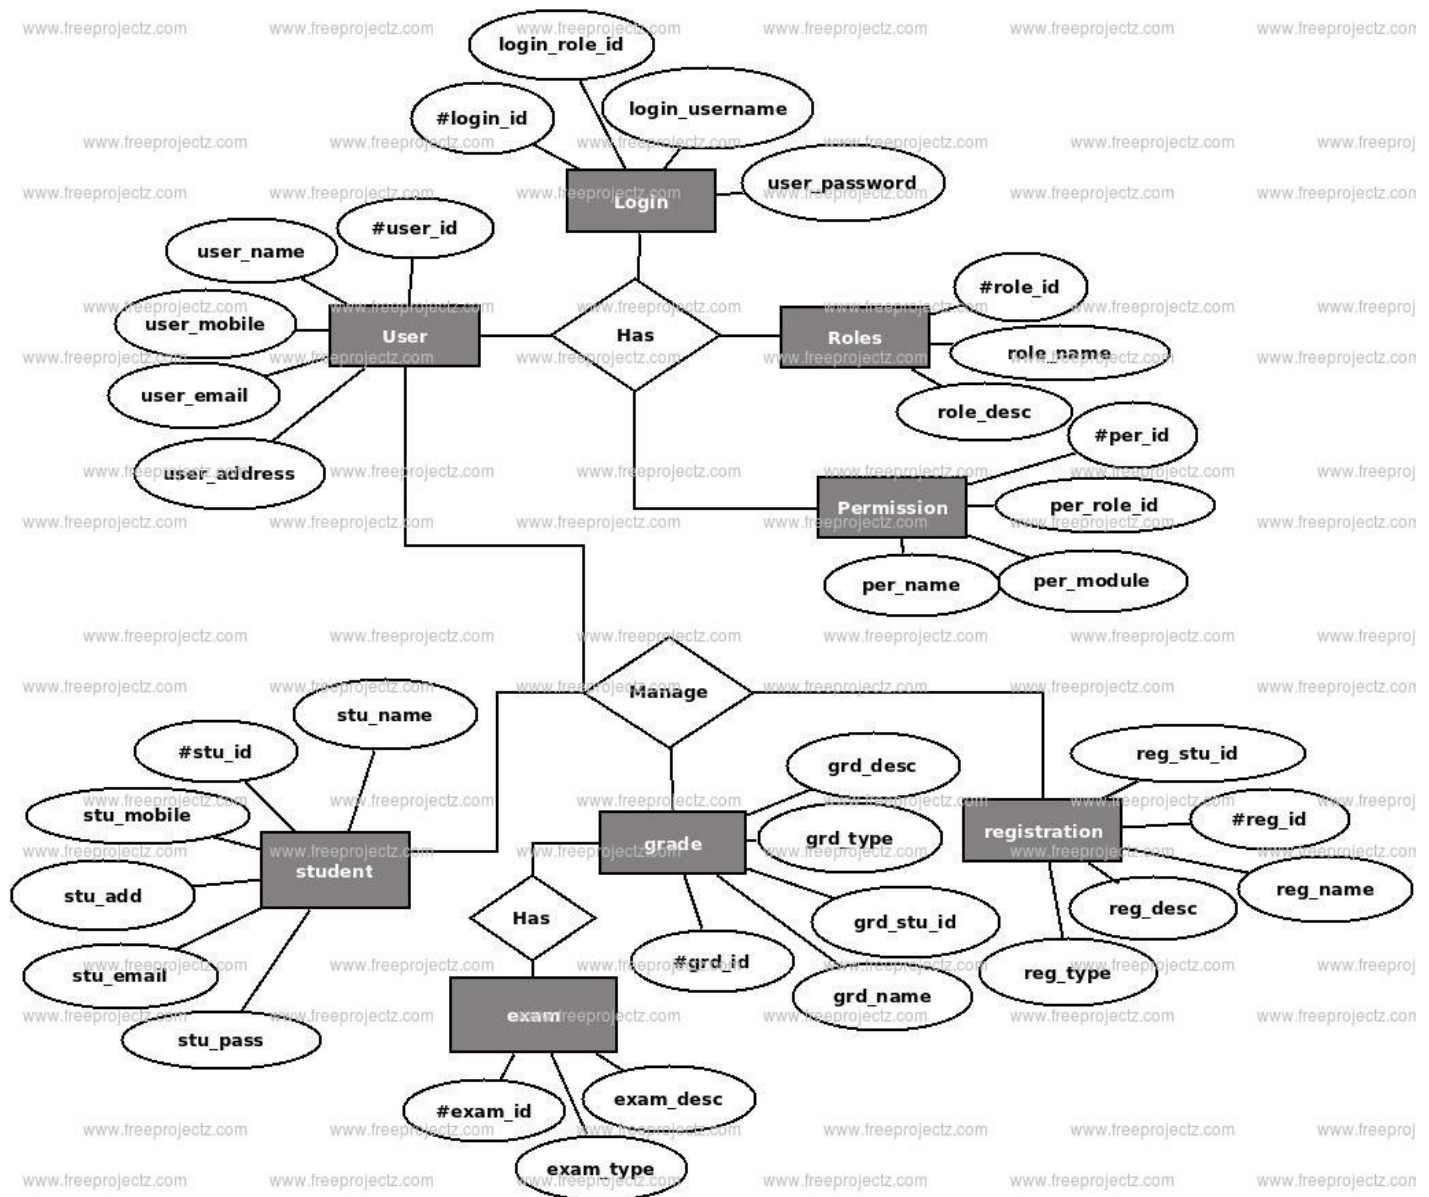 login_role_id
login_username
#login_id
user_password
Login
#user_id
user_name
#role_id
user_mobile
User
Has
Roles
role_name
user_email
role_desc
#per_id
user_address
per_role_id
Permission
per_module
per_name
Manage
stu_name
#stu_id
reg_stu_id
grd_desc
stu_mobile
#reg_id
registration
grd_type
grade
student
reg_name
stu_add
reg_desc
Has
grd_stu_id
#grd_id
reg_type
stu_email
grd_name
exam
stu_pass
exam_desc
#exam_id
exam_type
www.freeprojectz.com